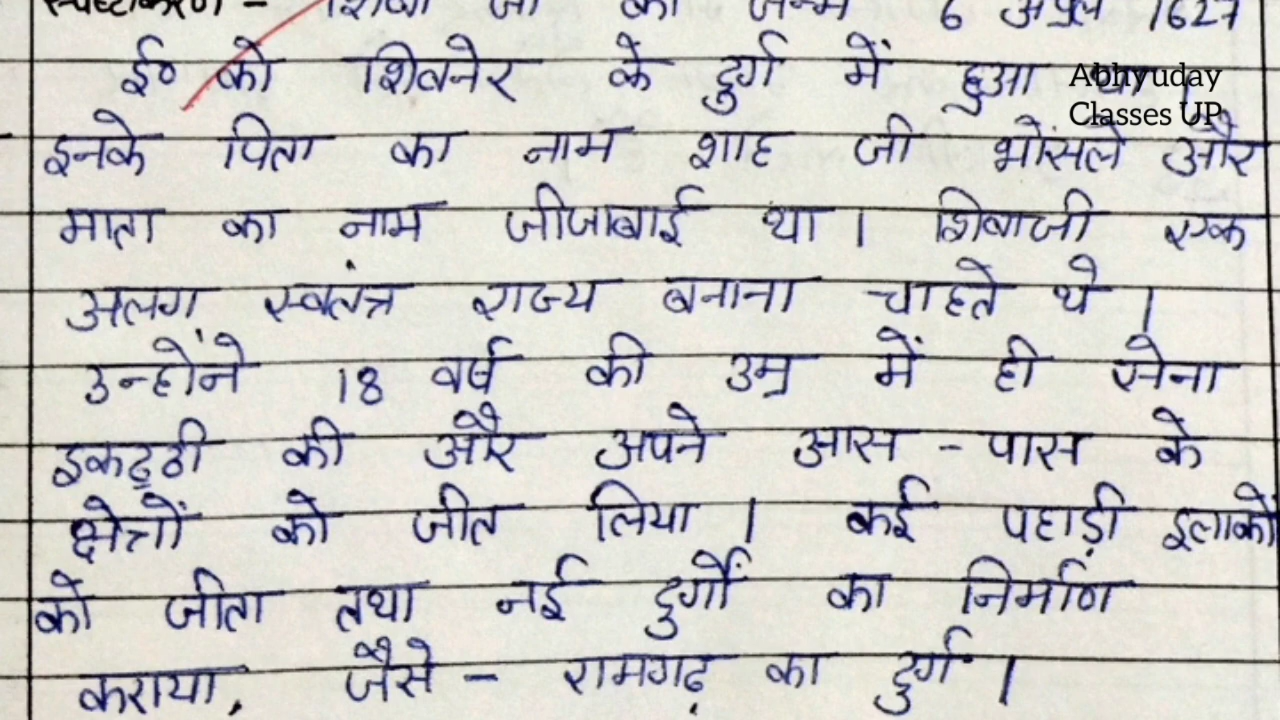 स्पष्टीकरण - शिवा जी का जन्म 6 अप्रैल 1627
ई० को शिवनेर के दुर्ग में हुआ था ।
Abhyuday
Classes UP
इनके पिता का नाम शाह जी भोंसले और
माता का नाम जीजाबाई था । शिवाजी एक
अलग स्वतंत्र राज्य बनाना चाहते थे ।
उन्होंने 18 वर्ष की उम्र में ही सेना
इकट्ठी की और अपने आस - पास के
क्षेत्रों को जीत लिया । कई पहाड़ी इलाकों
को जीता तथा नई दुर्गों का निर्माण
कराया, जैसे - रामगढ़ का दुर्ग ।